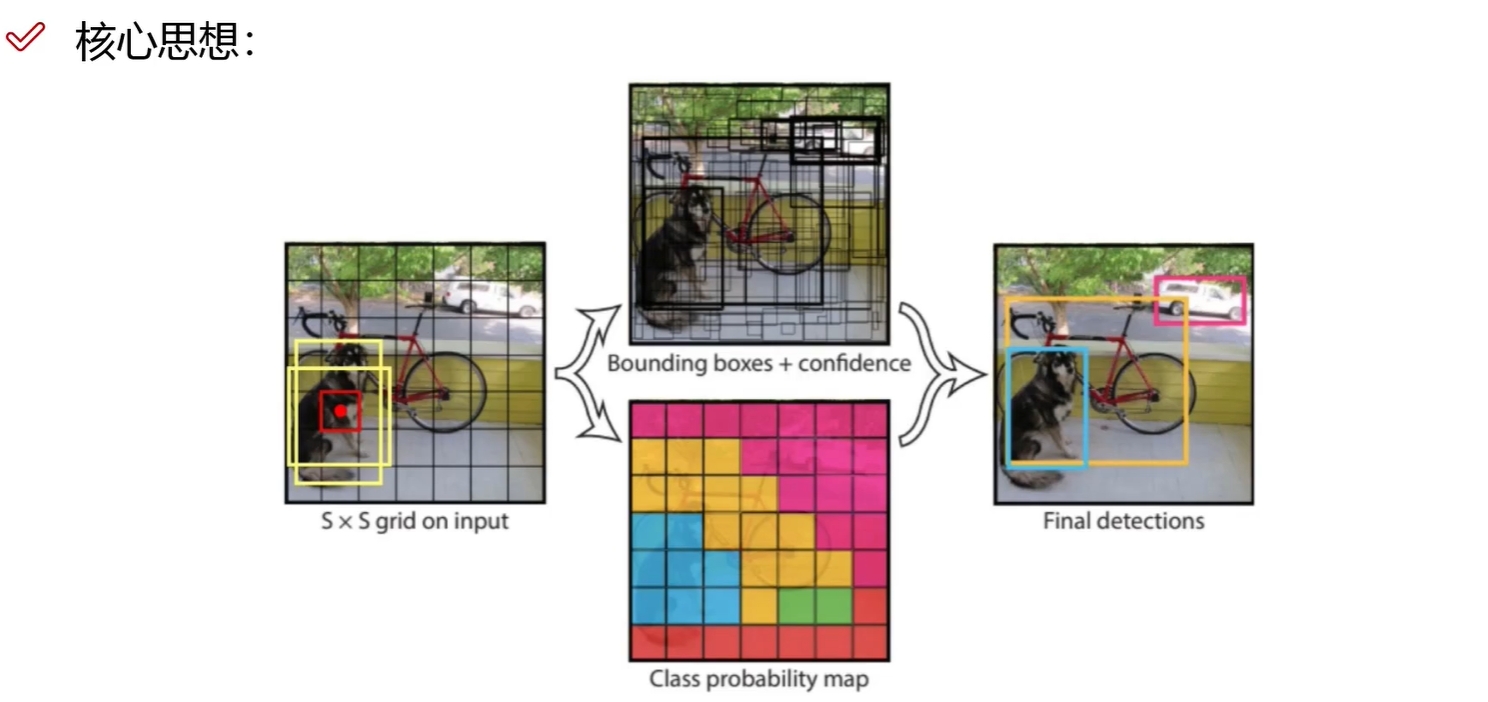 核心思想：
Bounding boxes + confidence
S × S grid on input
Final detections
Class probability map